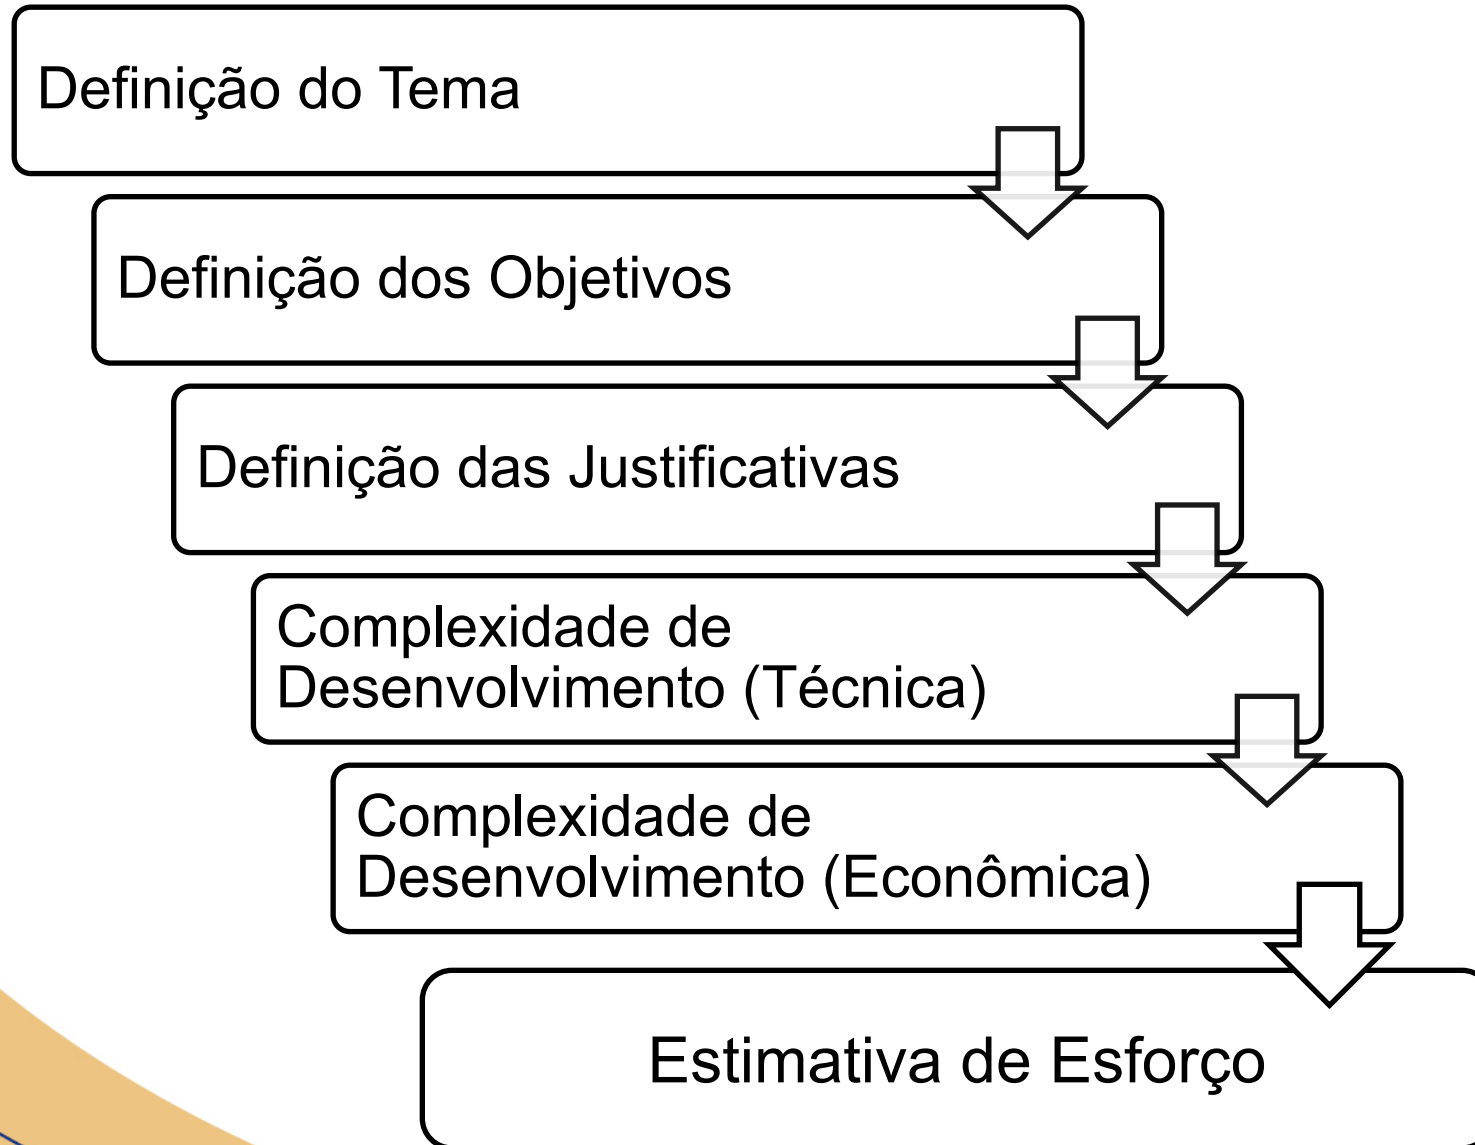 Definição do Tema
Definição dos Objetivos
Definição das Justificativas
Complexidade de
Desenvolvimento (Técnica)
Complexidade de
Desenvolvimento (Econômica)
Estimativa de Esforço